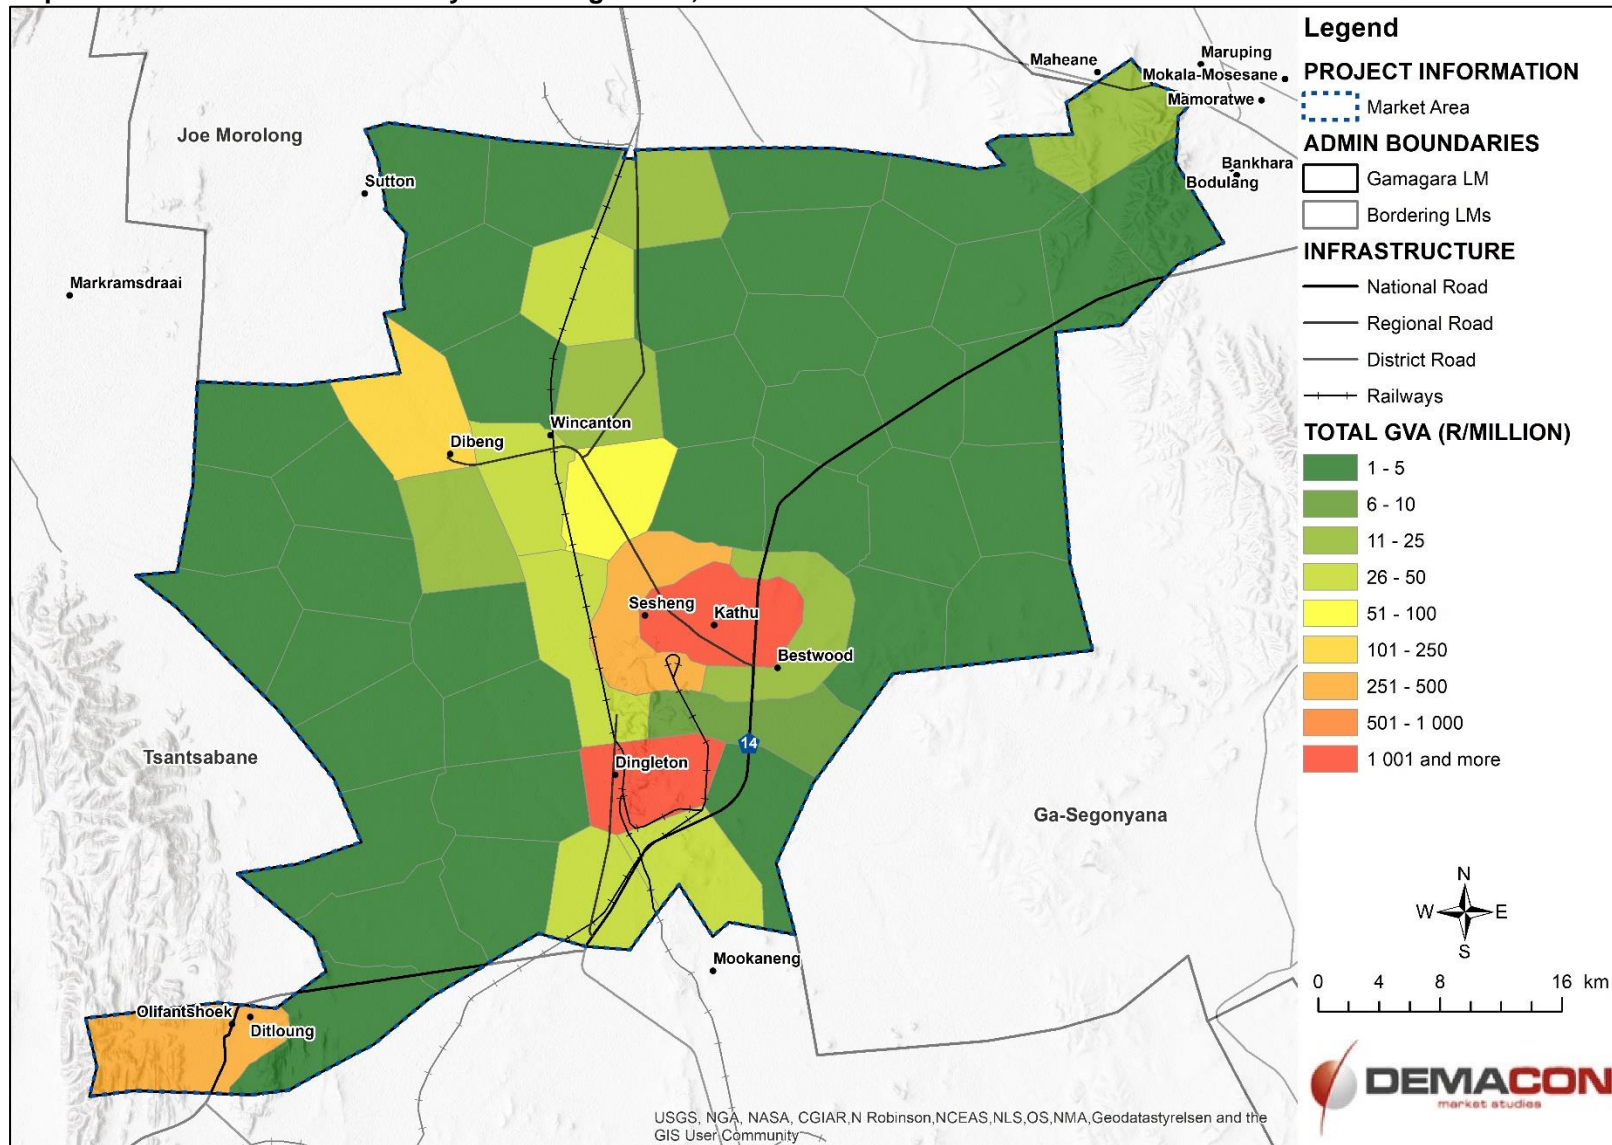 Joe Morolong
Sutton
Markramsdraai
Maheane
Maruping
Mokala-Mosesane
Mamoratwe
Bankhara
Bodulang
Wincanton
Dibeng
Sesheng
Kathu
Bestwood
Tsantsabane
14
Dingleton
Ga-Segonyana
Mookaneng
Olifantshoek
Ditloung
USGS, NGA, NASA, CGIAR,N Robinson,NCEAS,NLS,OS,NMA,Geodatastyrelsen and the
GIS User Community
Legend
PROJECT INFORMATION
Market Area
ADMIN BOUNDARIES
Gamagara LM
Bordering LMs
INFRASTRUCTURE
National Road
Regional Road
District Road
Railways
TOTAL GVA (R/MILLION)
1 - 5
6 - 10
11 - 25
26 - 50
51 - 100
101 - 250
251 - 500
501 - 1 000
1 001 and more
N
W E
S
0 4 8 16 km
DEMACON
market studies